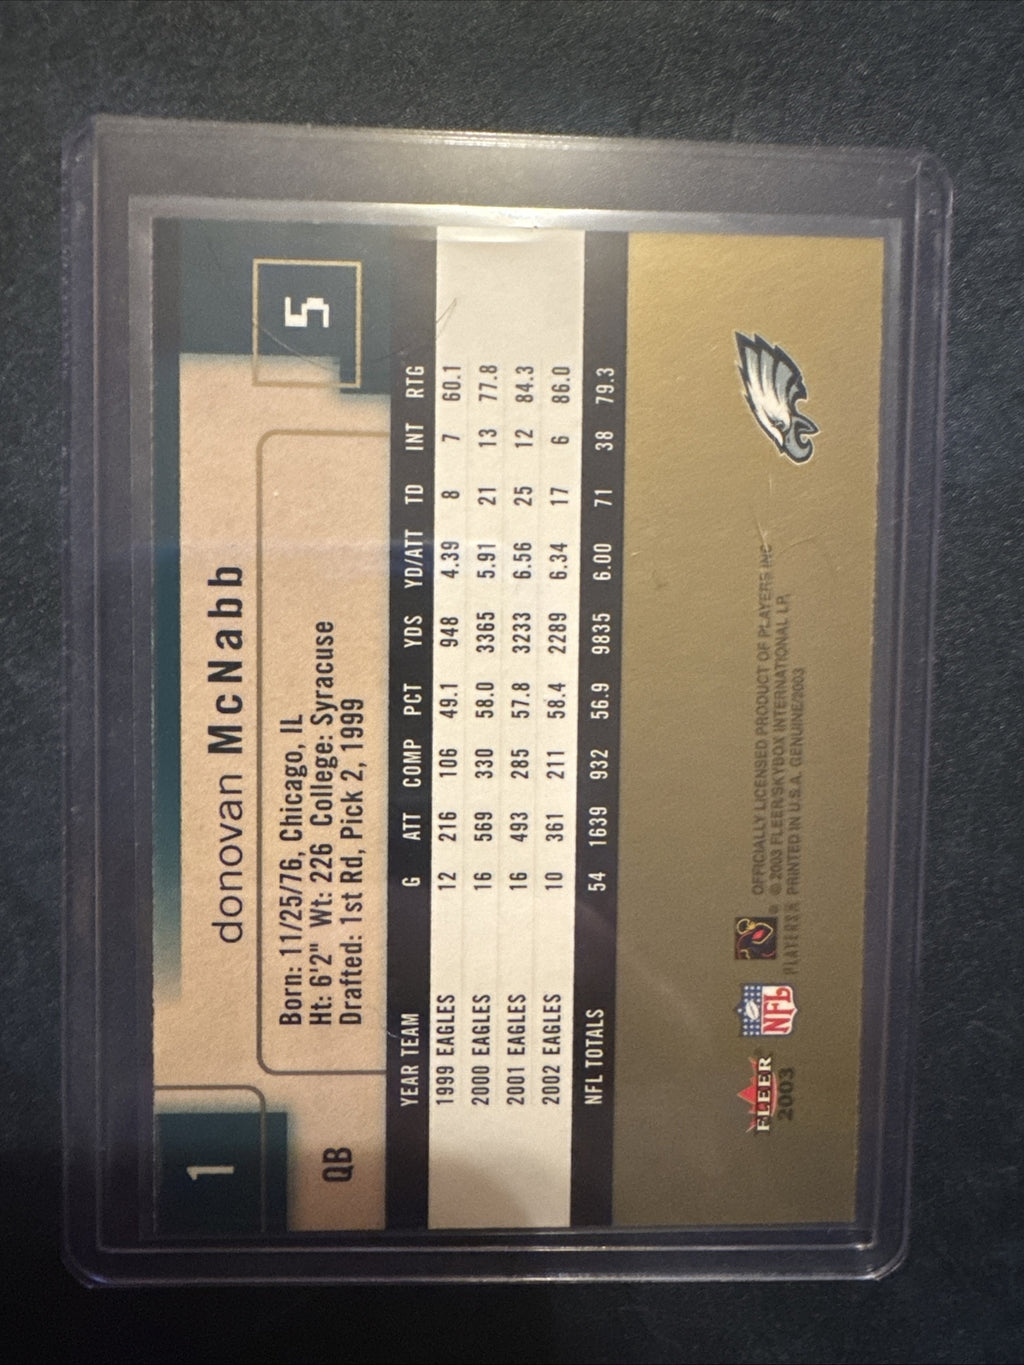 1
donovan McNabb
5
QB
Born: 11/25/76, Chicago, IL
Ht: 6'2" Wt: 226 College: Syracuse
Drafted: 1st Rd, Pick 2, 1999
YEAR TEAM G ATT COMP PCT YDS YD/ATT TD INT RTG
1999 EAGLES 12 216 106 49.1 948 4.39 8 7 60.1
2000 EAGLES 16 569 330 58.0 3365 5.91 21 13 77.8
2001 EAGLES 16 493 285 57.8 3233 6.56 25 12 84.3
2002 EAGLES 10 361 211 58.4 2289 6.34 17 6 86.0
NFL TOTALS 54 1639 932 56.9 9835 6.00 71 38 79.3
FLEER
2003
NFL
PLAYERS INC
OFFICIALLY LICENSED PRODUCT OF PLAYERS INC
© 2003 FLEER/SKYBOX INTERNATIONAL LP.
PRINTED IN U.S.A. GENUINE/2003